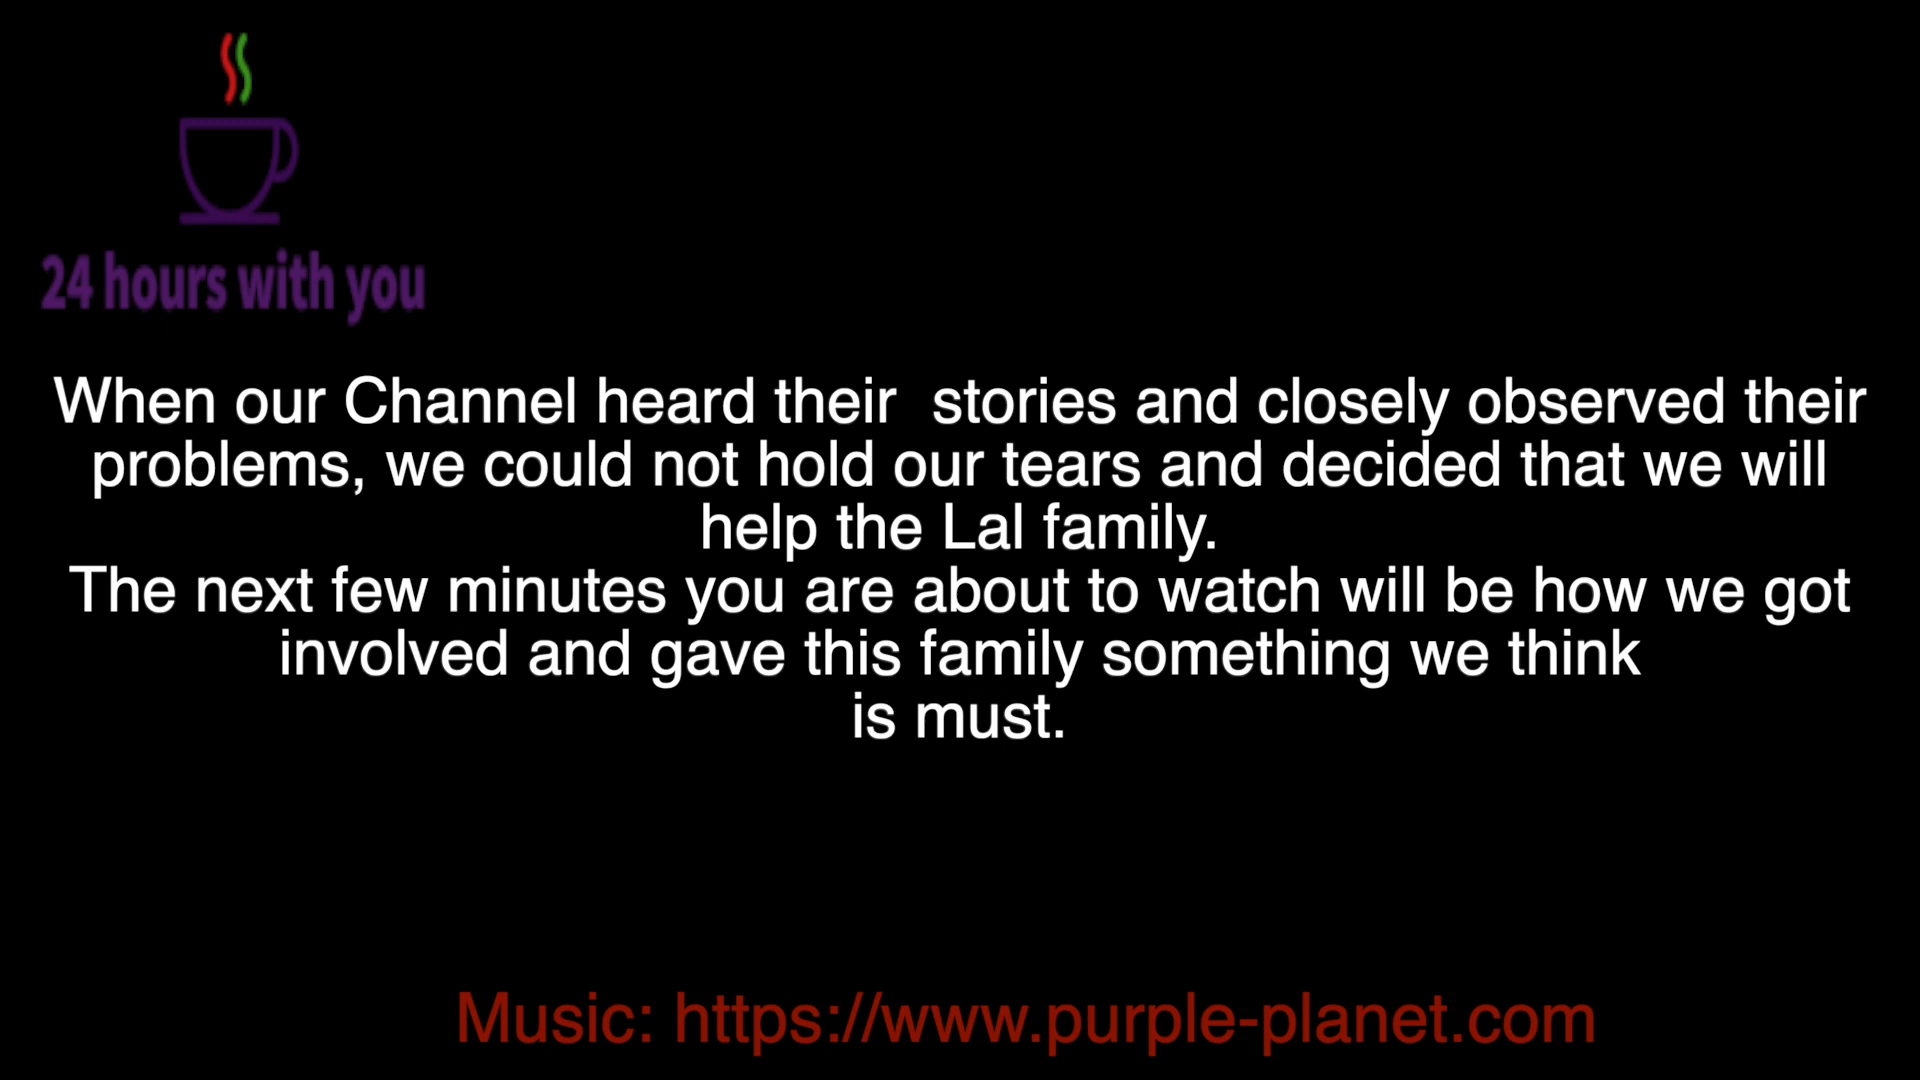 24 hours with you
When our Channel heard their  stories and closely observed their
problems, we could not hold our tears and decided that we will
help the Lal family.
The next few minutes you are about to watch will be how we got
involved and gave this family something we think
is must.
Music: https://www.purple-planet.com